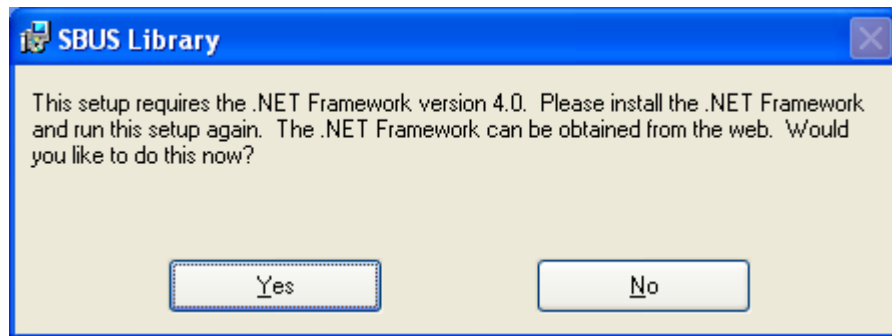 SBUS Library
This setup requires the .NET Framework version 4.0.  Please install the .NET Framework
and run this setup again.  The .NET Framework can be obtained from the web.  Would
you like to do this now?
Yes
No